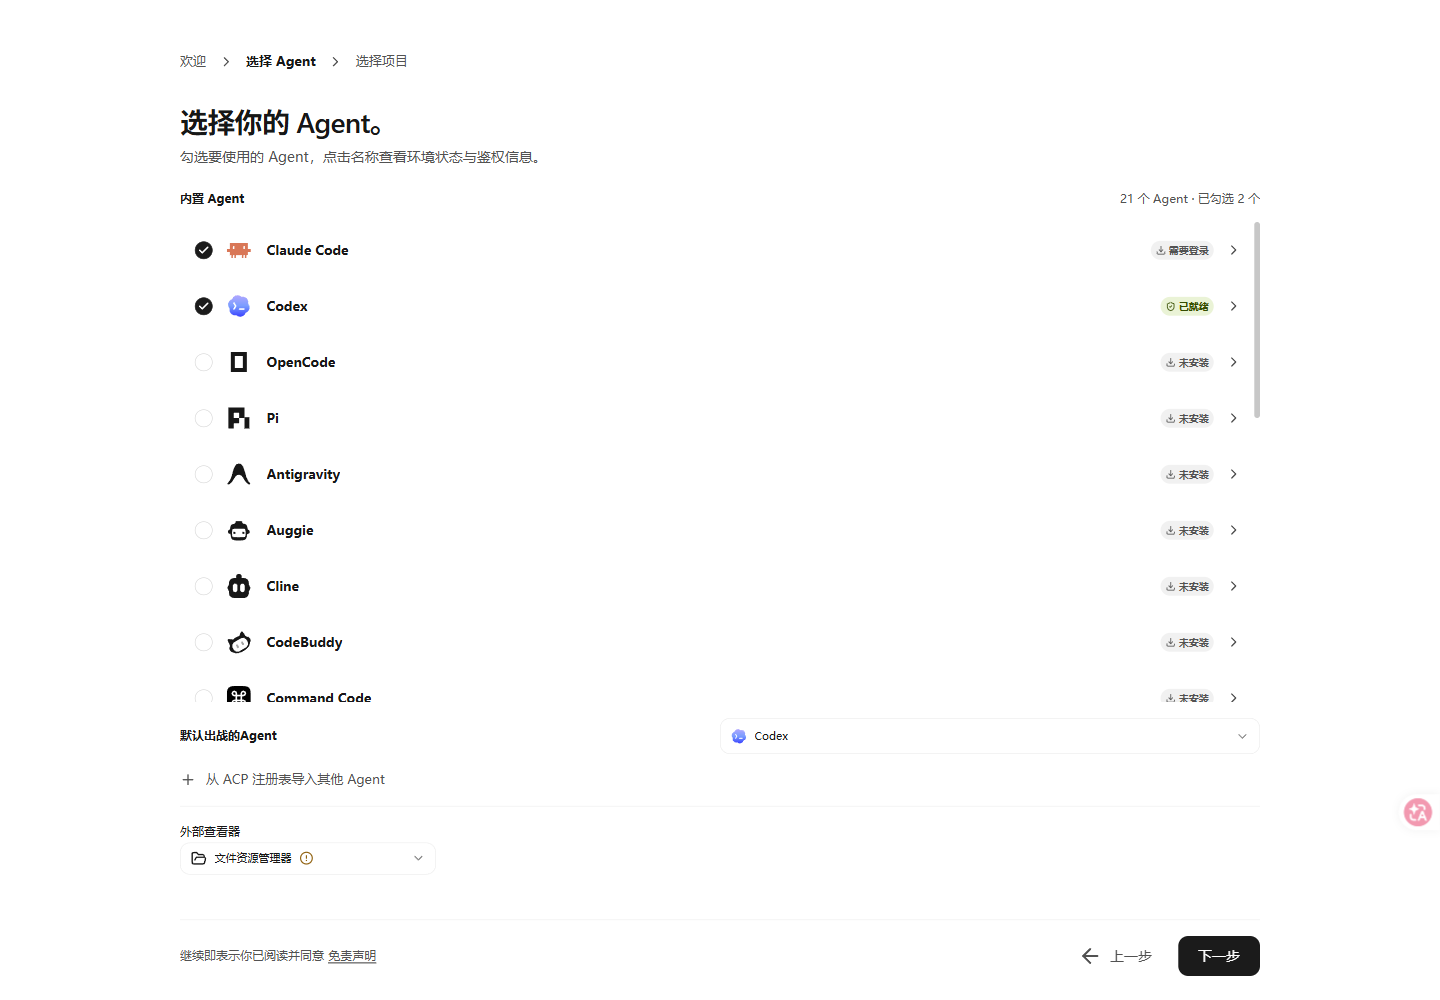 欢迎 选择 Agent 选择项目
选择你的 Agent。
勾选要使用的 Agent，点击名称查看环境状态与鉴权信息。
内置 Agent 21 个 Agent · 已勾选 2 个
Claude Code 需要登录
Codex 已就绪
OpenCode 未安装
Pi 未安装
Antigravity 未安装
Auggie 未安装
Cline 未安装
CodeBuddy 未安装
Command Code 未安装
默认出战的Agent Codex
从 ACP 注册表导入其他 Agent
外部查看器
文件资源管理器
继续即表示你已阅读并同意 免责声明 上一步 下一步